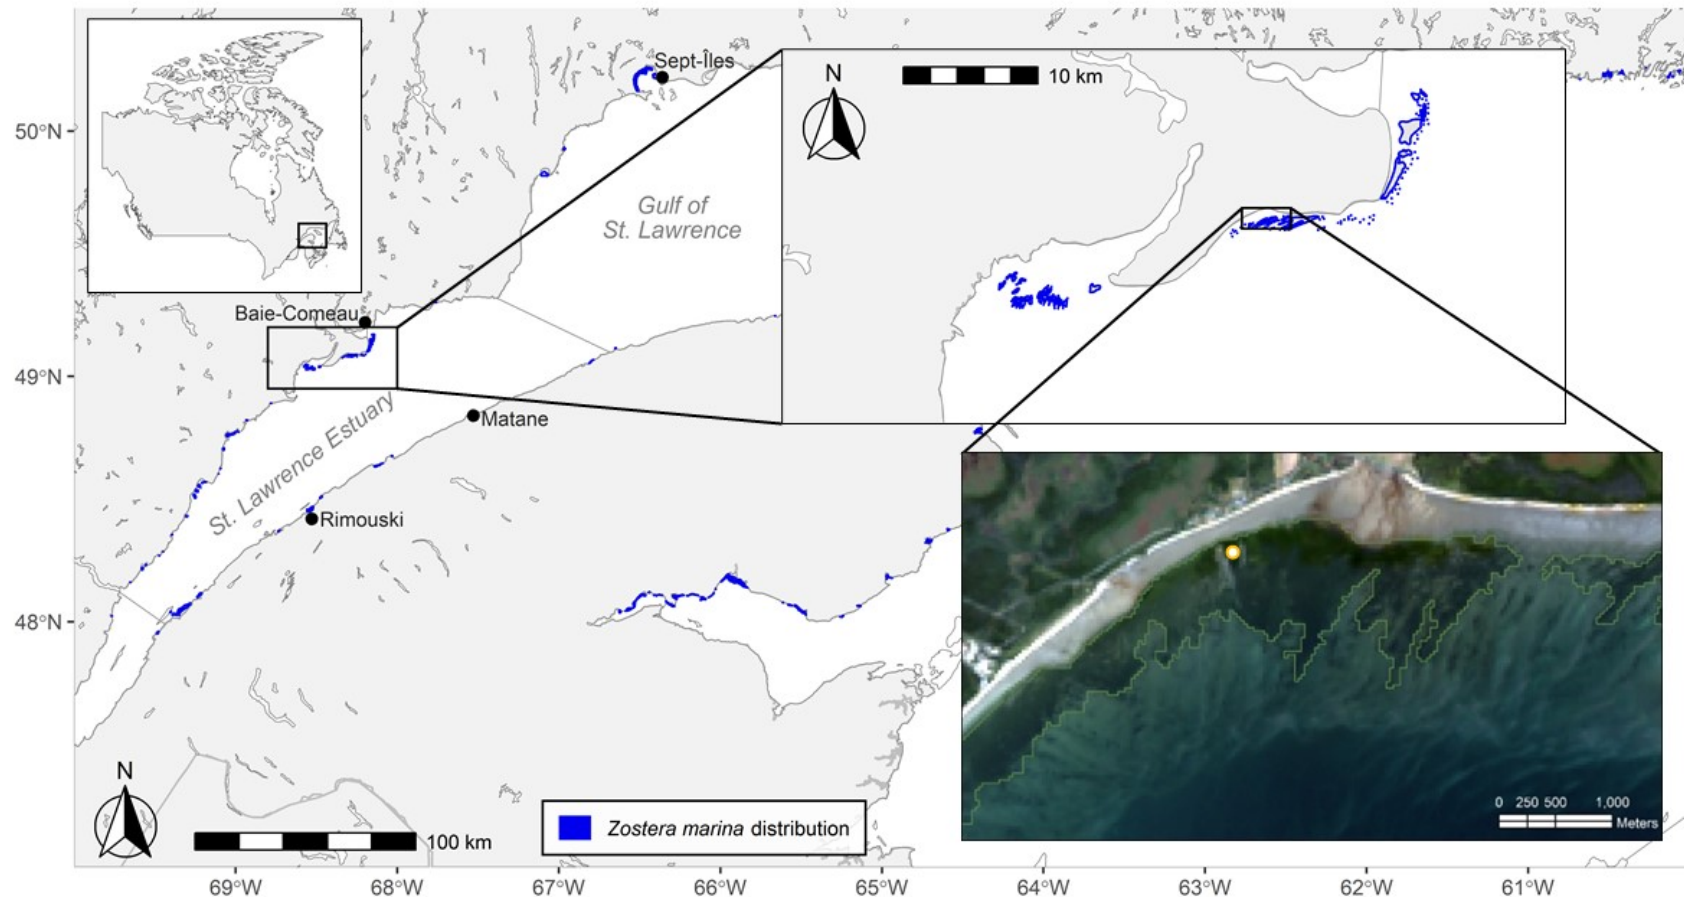 Sept-Îles
N
10 km
50°N
Gulf of
St. Lawrence
Baie-Comeau
49°N
Matane
St. Lawrence Estuary
Rimouski
48°N
N
100 km
Zostera marina distribution
0 250 500 1,000
Meters
69°W 68°W 67°W 66°W 65°W 64°W 63°W 62°W 61°W